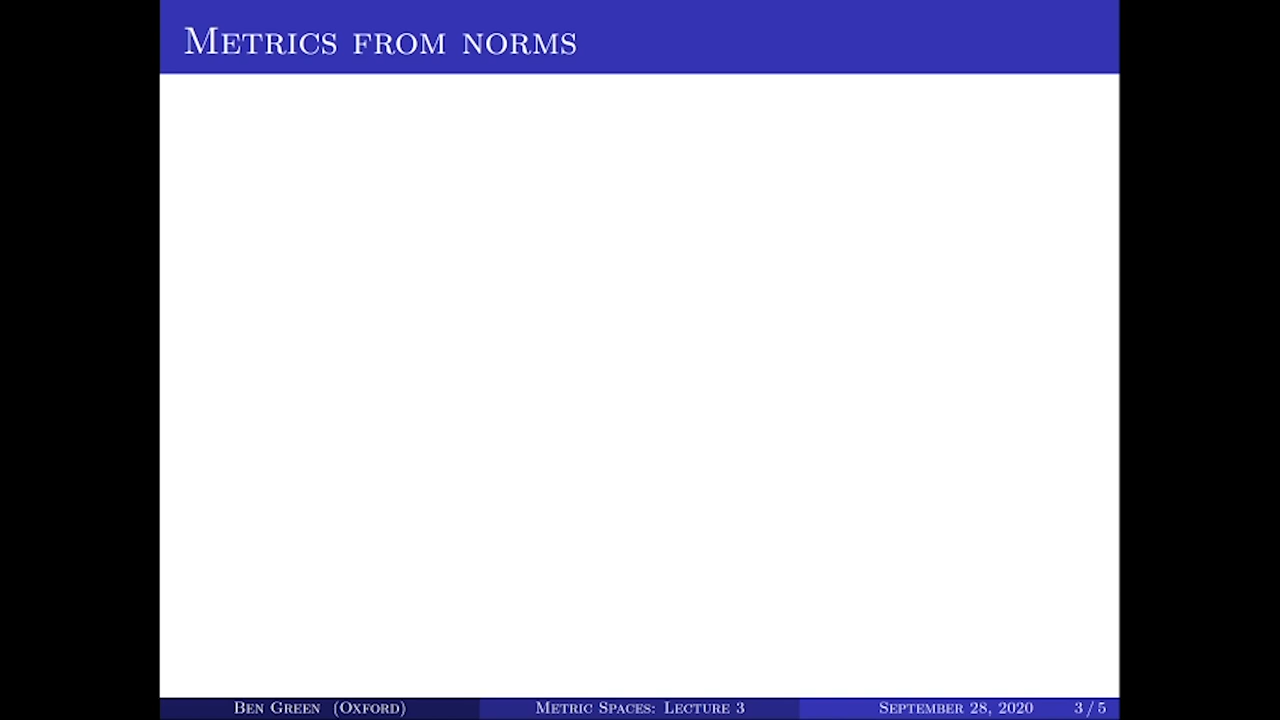 Metrics from norms
Ben Green (Oxford) Metric Spaces: Lecture 3 September 28, 2020 3 / 5